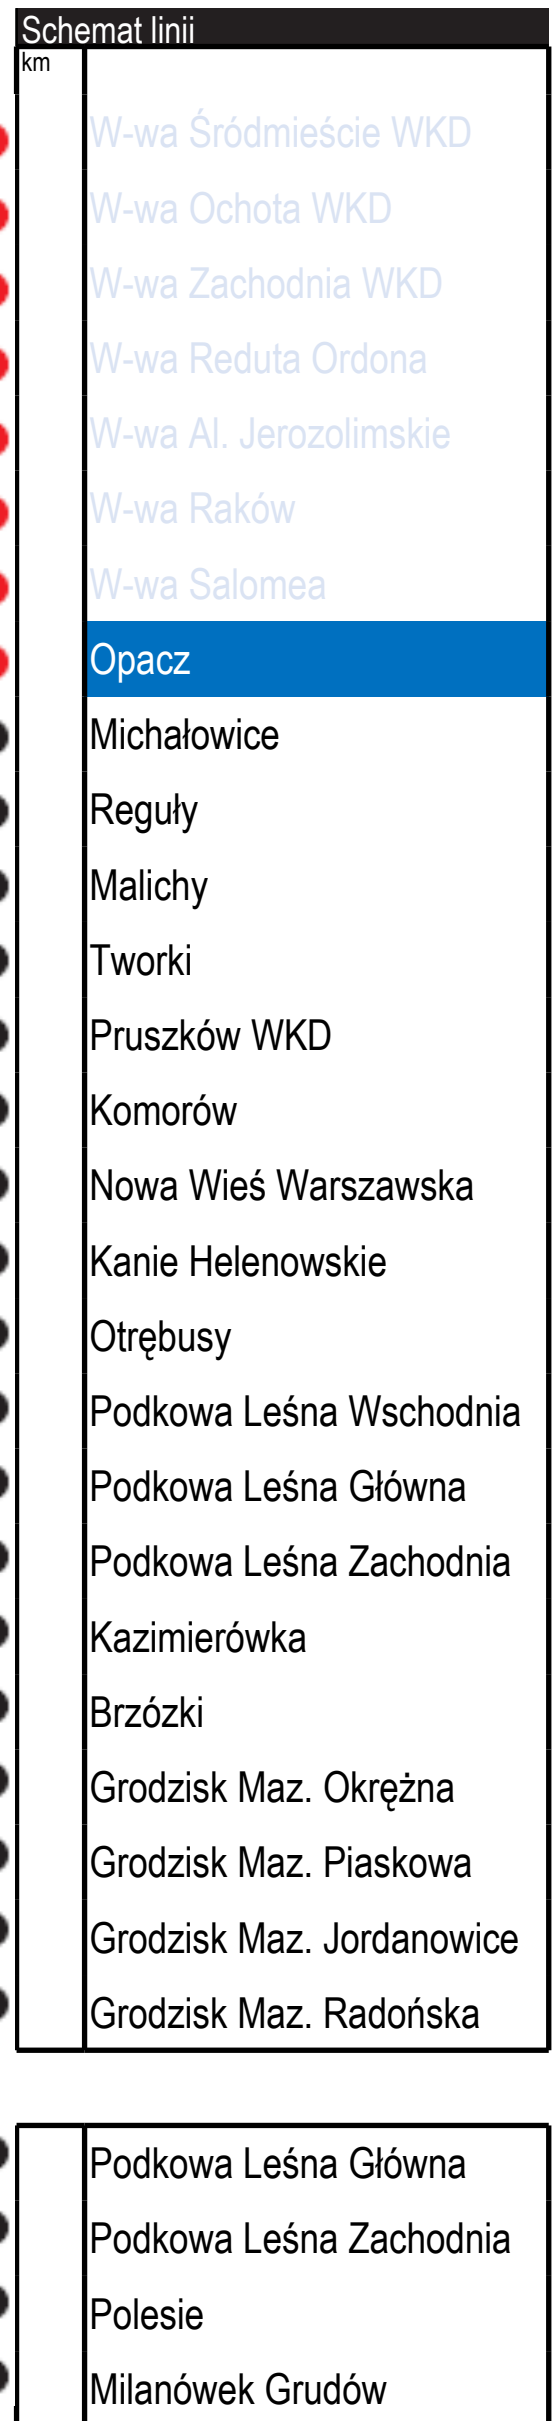 Schemat linii
km
W-wa Śródmieście WKD
W-wa Ochota WKD
W-wa Zachodnia WKD
W-wa Reduta Ordona
W-wa Al. Jerozolimskie
W-wa Raków
W-wa Salomea
Opacz
Michałowice
Reguły
Malichy
Tworki
Pruszków WKD
Komorów
Nowa Wieś Warszawska
Kanie Helenowskie
Otrębusy
Podkowa Leśna Wschodnia
Podkowa Leśna Główna
Podkowa Leśna Zachodnia
Kazimierówka
Brzózki
Grodzisk Maz. Okrężna
Grodzisk Maz. Piaskowa
Grodzisk Maz. Jordanowice
Grodzisk Maz. Radońska
Podkowa Leśna Główna
Podkowa Leśna Zachodnia
Polesie
Milanówek Grudów